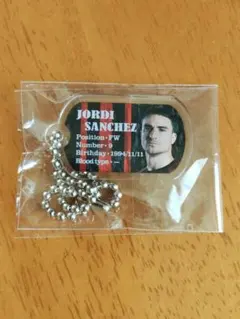 JORDI
SANCHEZ
Position・FW
Number・9
Birthday・1994/11/11
Blood type・―